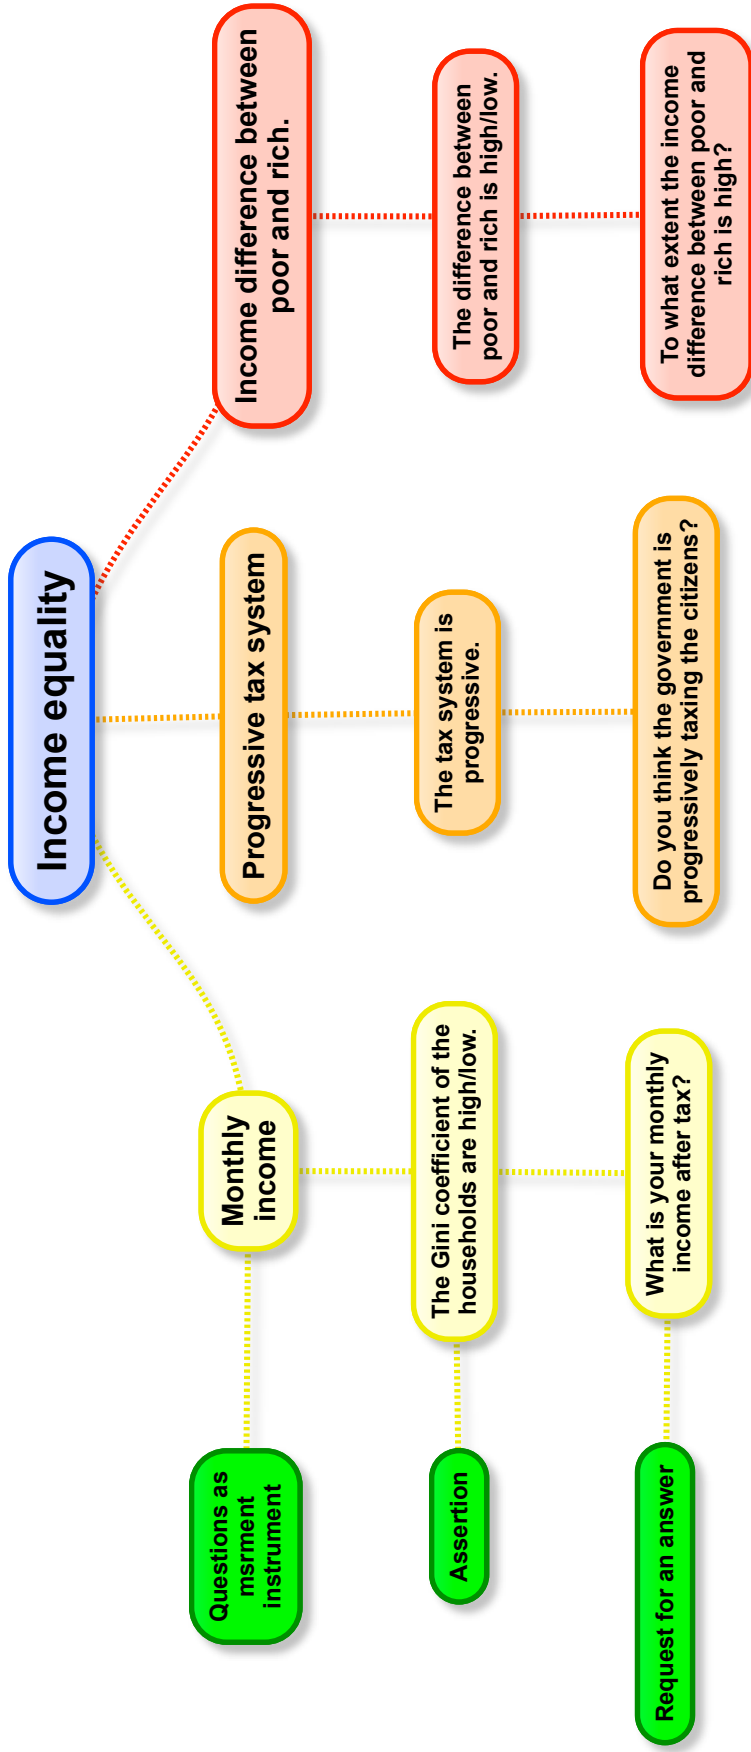 Income equality
Questions as
msrment
instrument
Monthly
income
Progressive tax system
Income difference between
poor and rich.
Assertion
The Gini coefficient of the
households are high/low.
The tax system is
progressive.
The difference between
poor and rich is high/low.
Request for an answer
What is your monthly
income after tax?
Do you think the government is
progressively taxing the citizens?
To what extent the income
difference between poor and
rich is high?